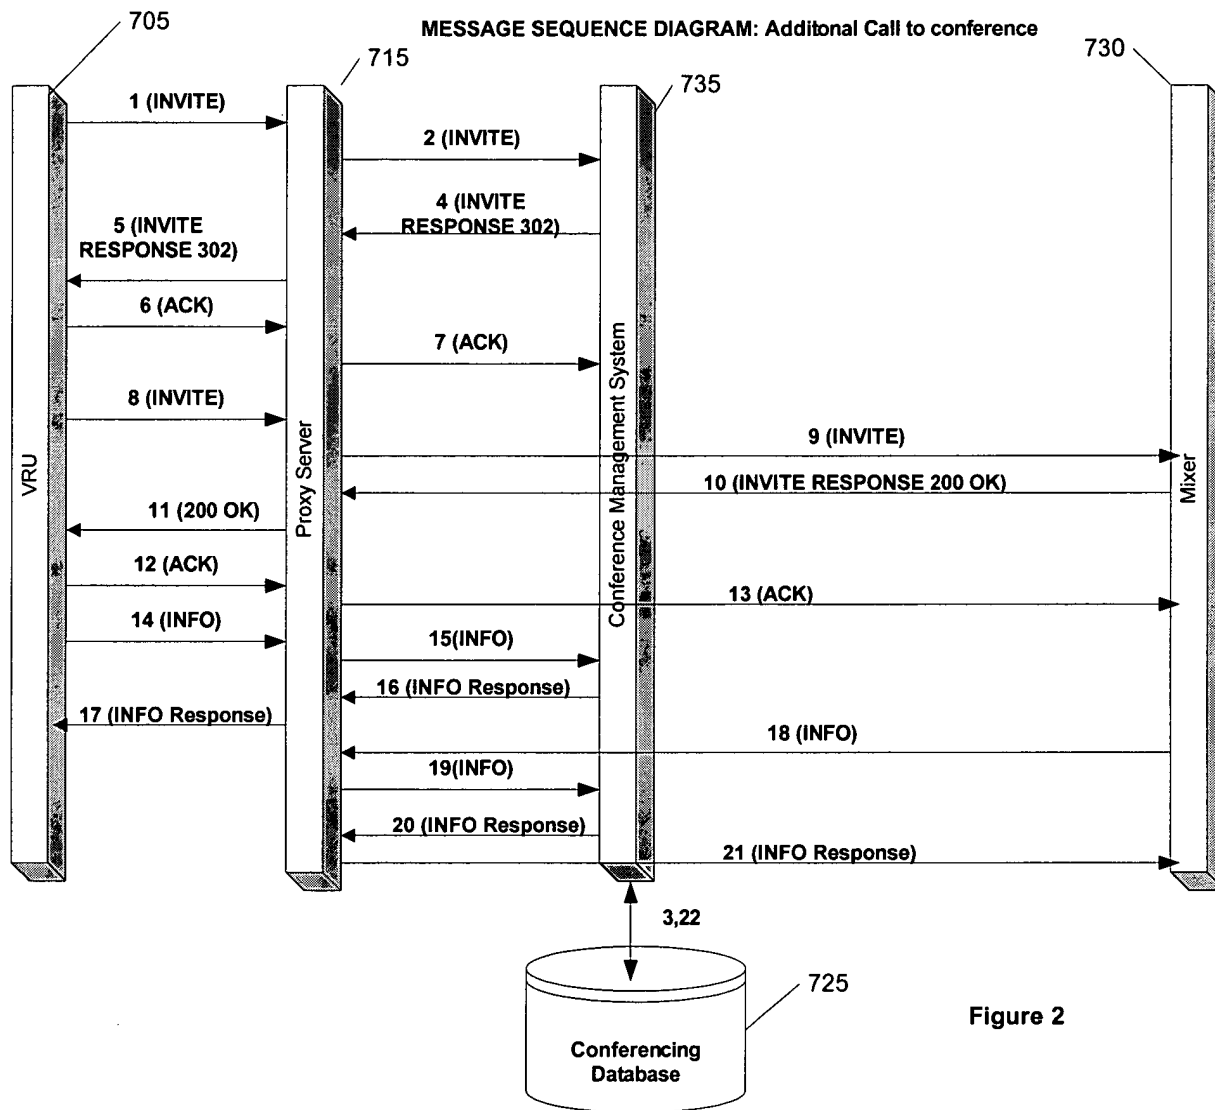 705
MESSAGE SEQUENCE DIAGRAM: Additonal Call to conference
715
730
735
1 (INVITE)
2 (INVITE)
4 (INVITE
RESPONSE 302)
5 (INVITE
RESPONSE 302)
6 (ACK)
7 (ACK)
8 (INVITE)
9 (INVITE)
10 (INVITE RESPONSE 200 OK)
11 (200 OK)
12 (ACK)
13 (ACK)
14 (INFO)
15(INFO)
16 (INFO Response)
17 (INFO Response)
18 (INFO)
19(INFO)
20 (INFO Response)
21 (INFO Response)
VRU
Proxy Server
Conference Management System
Mixer
3,22
725
Conferencing
Database
Figure 2